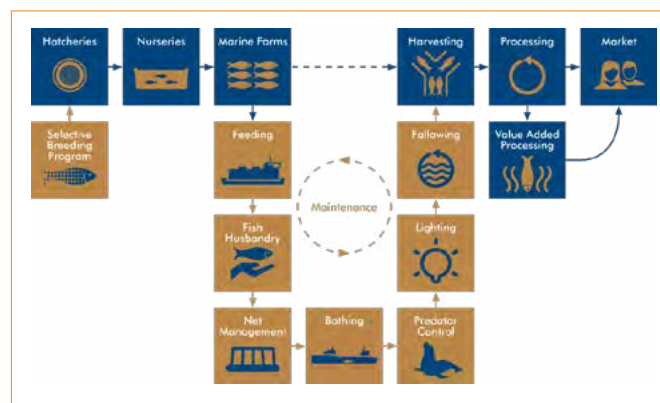 Hatcheries
Nurseries
Marine Farms
Harvesting
Processing
Market
Selective
Breeding
Program
Feeding
Fallowing
Value Added
Processing
Maintenance
Fish
Husbandry
Lighting
Net
Management
Bathing
Predator
Control